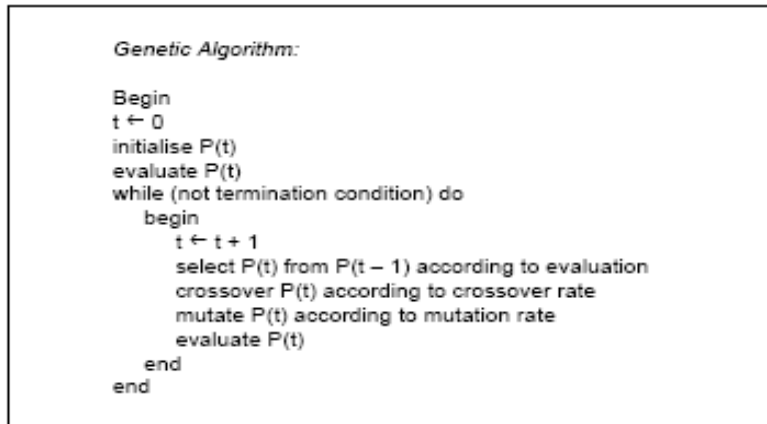 Genetic Algorithm:
Begin
t ← 0
initialise P(t)
evaluate P(t)
while (not termination condition) do
begin
t ← t + 1
select P(t) from P(t – 1) according to evaluation
crossover P(t) according to crossover rate
mutate P(t) according to mutation rate
evaluate P(t)
end
end